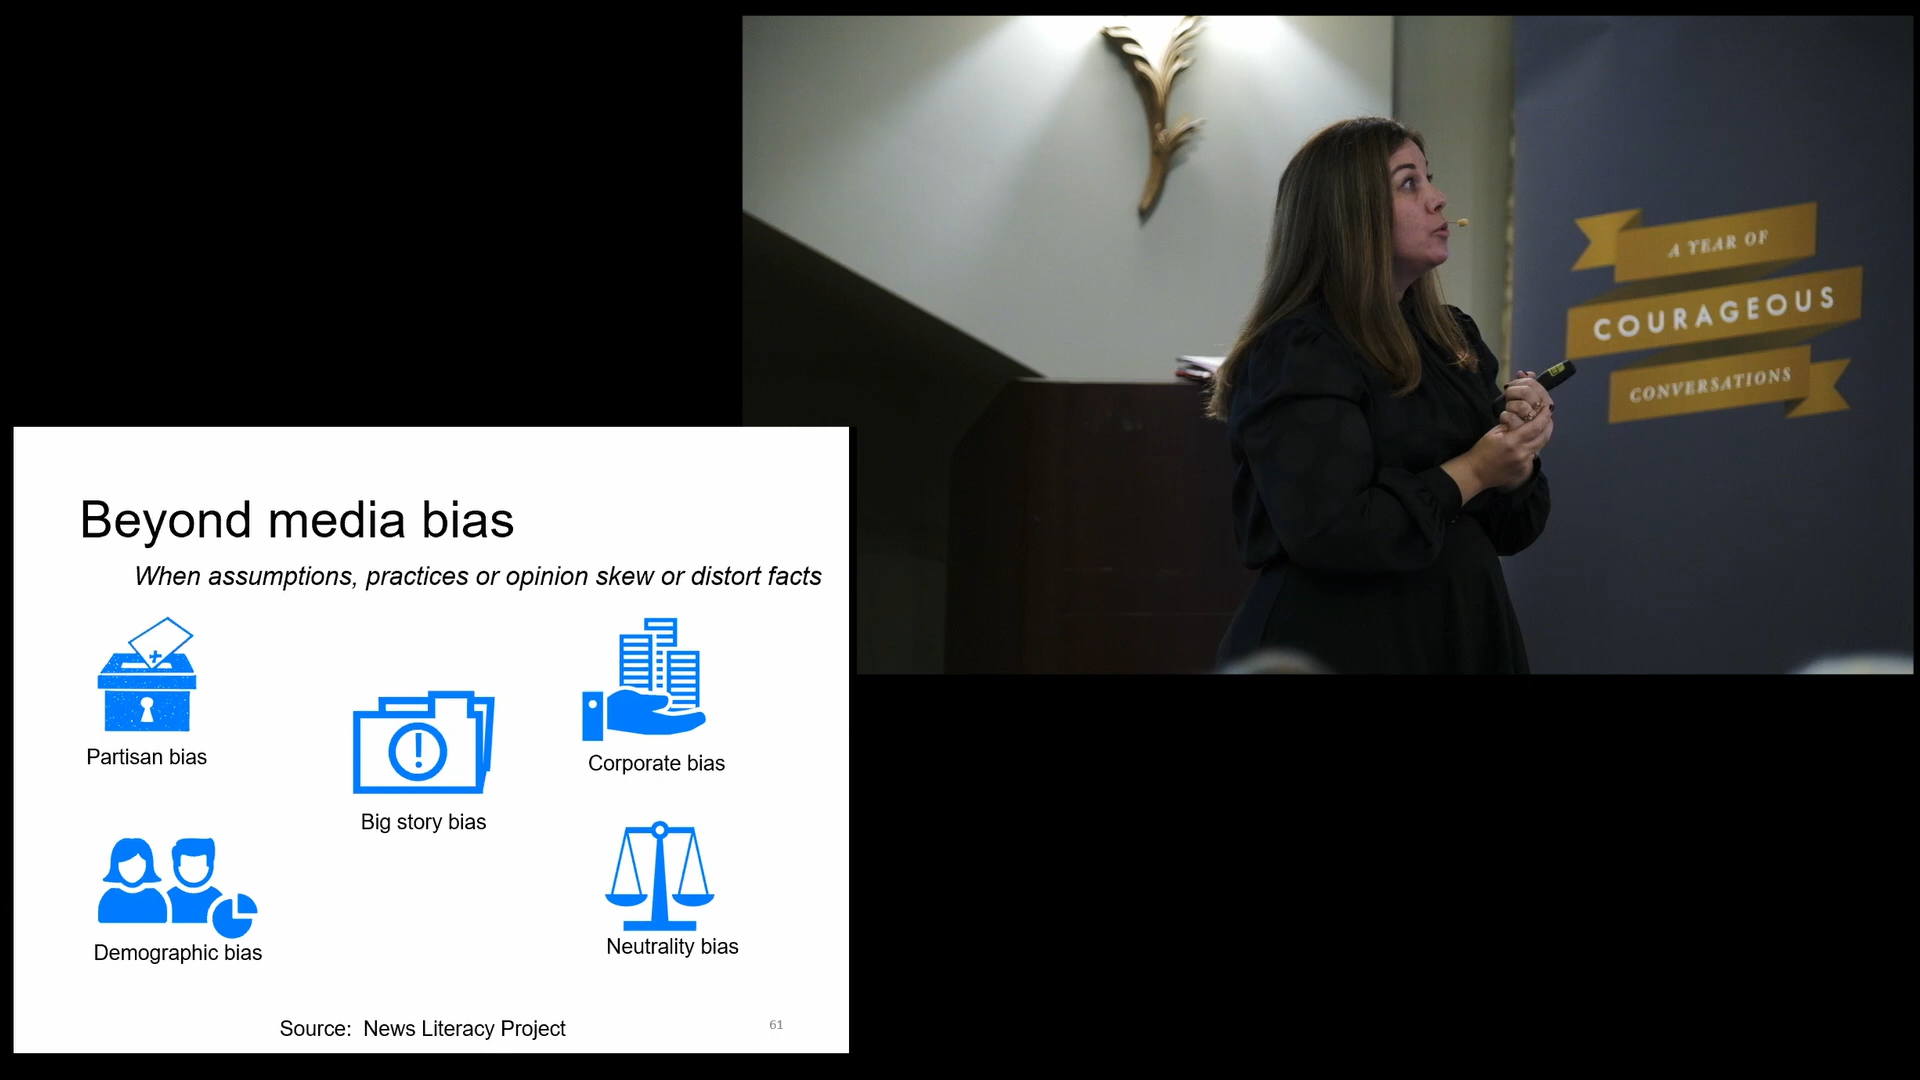 A YEAR OF
COURAGEOUS
CONVERSATIONS
Beyond media bias
When assumptions, practices or opinion skew or distort facts
Partisan bias
Corporate bias
Big story bias
Demographic bias
Neutrality bias
Source: News Literacy Project
61